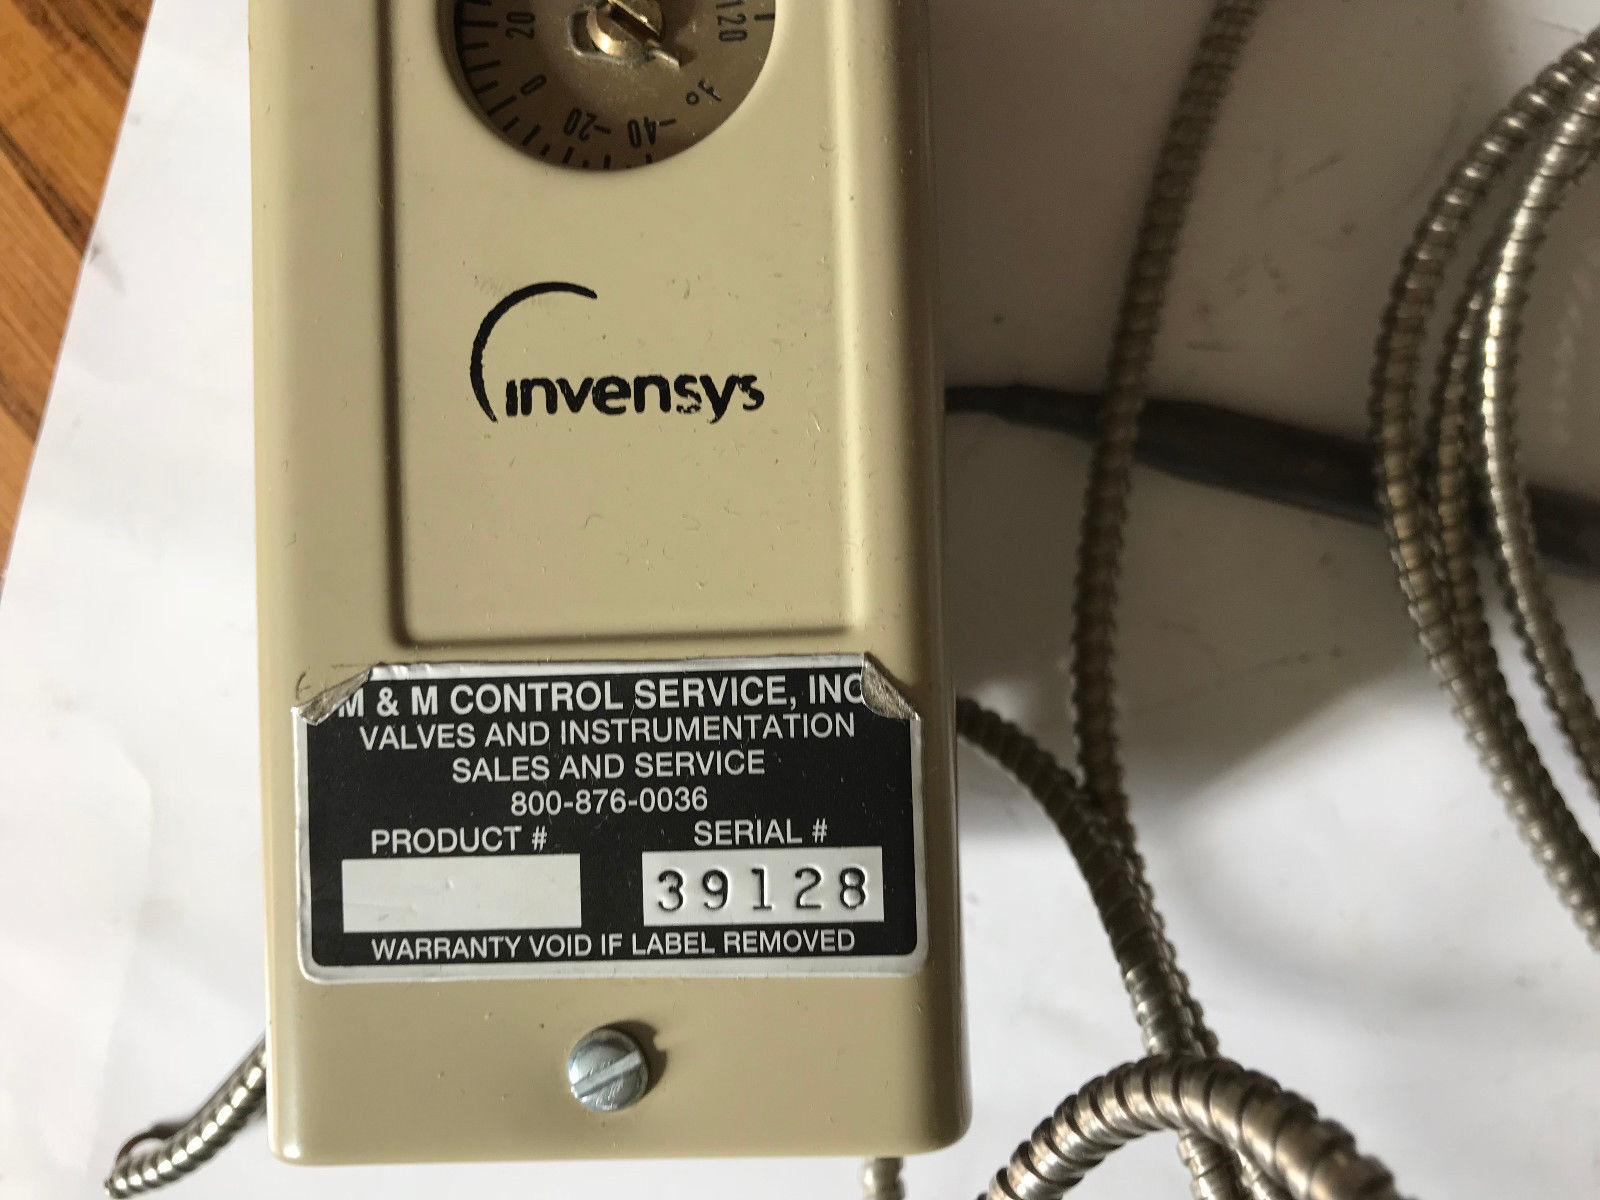 20
120
0
°F
-20
-40
invensys
M & M CONTROL SERVICE, INC
VALVES AND INSTRUMENTATION
SALES AND SERVICE
800-876-0036
PRODUCT # SERIAL #
39128
WARRANTY VOID IF LABEL REMOVED